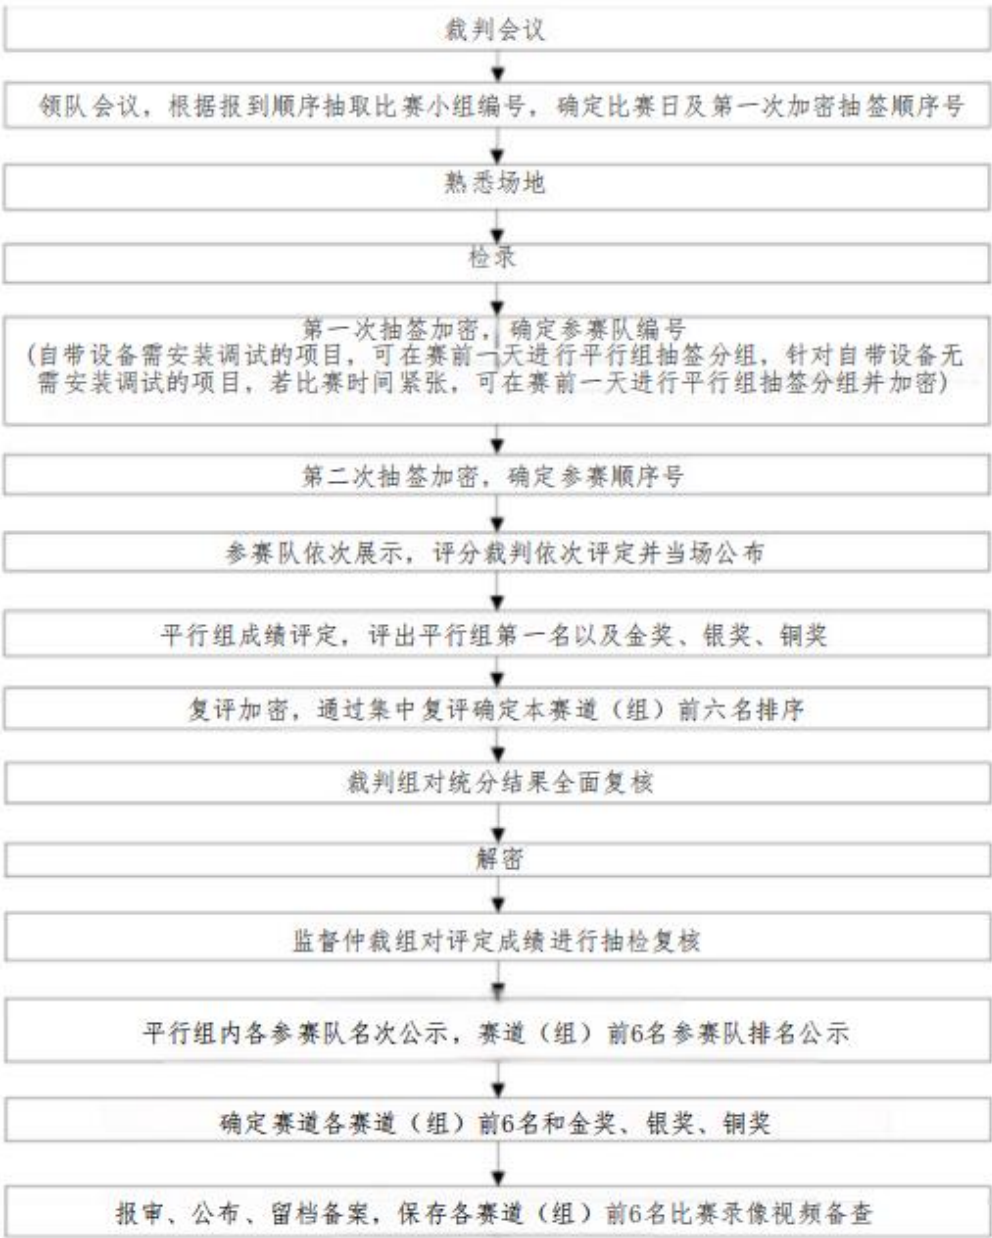 裁判会议
领队会议，根据报到顺序抽取比赛小组编号，确定比赛日及第一次加密抽签顺序号
熟悉场地
检录
第一次抽签加密，确定参赛队编号
(自带设备需安装调试的项目，可在赛前一天进行平行组抽签分组，针对自带设备无
需安装调试的项目，若比赛时间紧张，可在赛前一天进行平行组抽签分组并加密)
第二次抽签加密，确定参赛顺序号
参赛队依次展示，评分裁判依次评定并当场公布
平行组成绩评定，评出平行组第一名以及金奖、银奖、铜奖
复评加密，通过集中复评确定本赛道（组）前六名排序
裁判组对统分结果全面复核
解密
监督仲裁组对评定成绩进行抽检复核
平行组内各参赛队名次公示，赛道（组）前6名参赛队排名公示
确定赛道各赛道（组）前6名和金奖、银奖、铜奖
报审、公布、留档备案，保存各赛道（组）前6名比赛录像视频备查